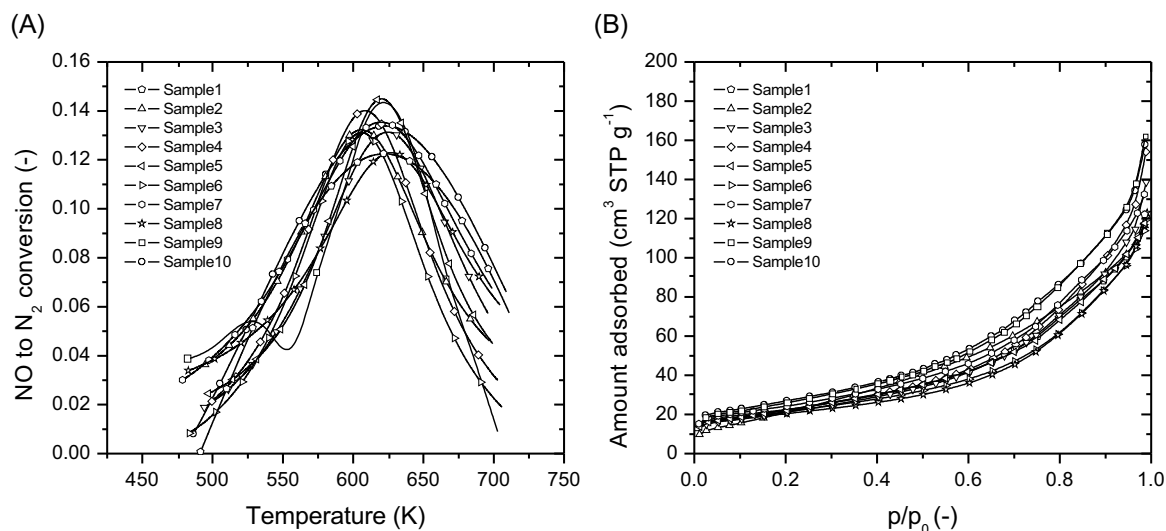 (A)
NO to N2 conversion (-)
0.16
0.14
0.12
0.10
0.08
0.06
0.04
0.02
0.00
Sample1
Sample2
Sample3
Sample4
Sample5
Sample6
Sample7
Sample8
Sample9
Sample10
450 500 550 600 650 700 750
Temperature (K)
(B)
Amount adsorbed (cm3 STP g-1)
200
180
160
140
120
100
80
60
40
20
0
Sample1
Sample2
Sample3
Sample4
Sample5
Sample6
Sample7
Sample8
Sample9
Sample10
0.0 0.2 0.4 0.6 0.8 1.0
p/p0 (-)